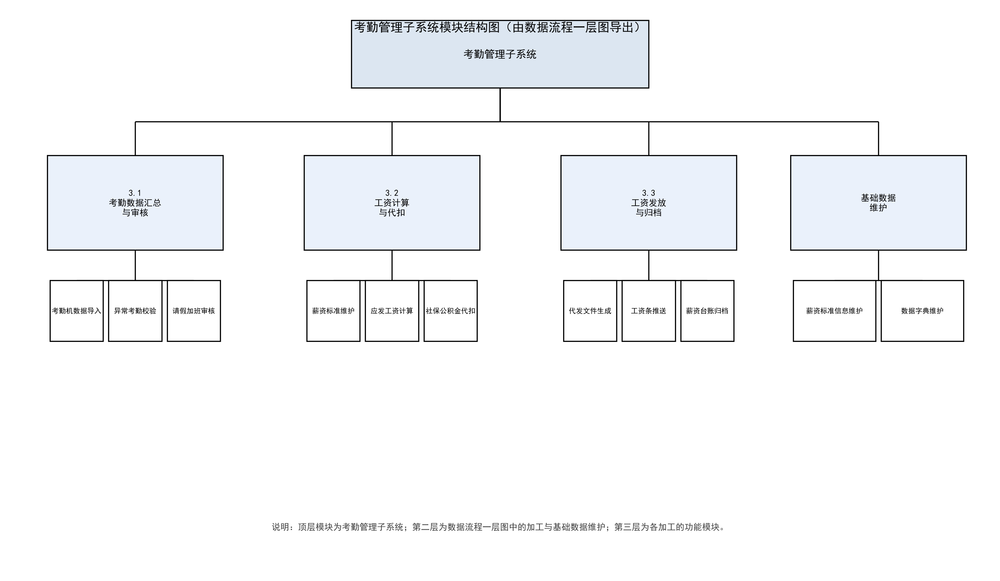 考勤管理子系统模块结构图（由数据流程一层图导出）
考勤管理子系统
3.1
考勤数据汇总
与审核
3.2
工资计算
与代扣
3.3
工资发放
与归档
基础数据
维护
考勤机数据导入
异常考勤校验
请假加班审核
薪资标准维护
应发工资计算
社保公积金代扣
代发文件生成
工资条推送
薪资台账归档
薪资标准信息维护
数据字典维护
说明：顶层模块为考勤管理子系统；第二层为数据流程一层图中的加工与基础数据维护；第三层为各加工的功能模块。